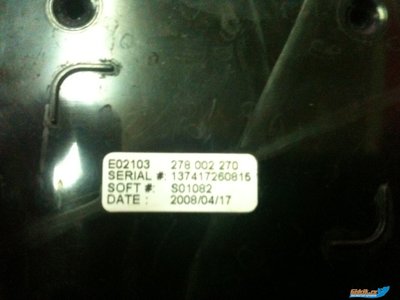 E02103 278 002 270
SERIAL #: 137417260815
SOFT #: S01082
DATE : 2008/04/17